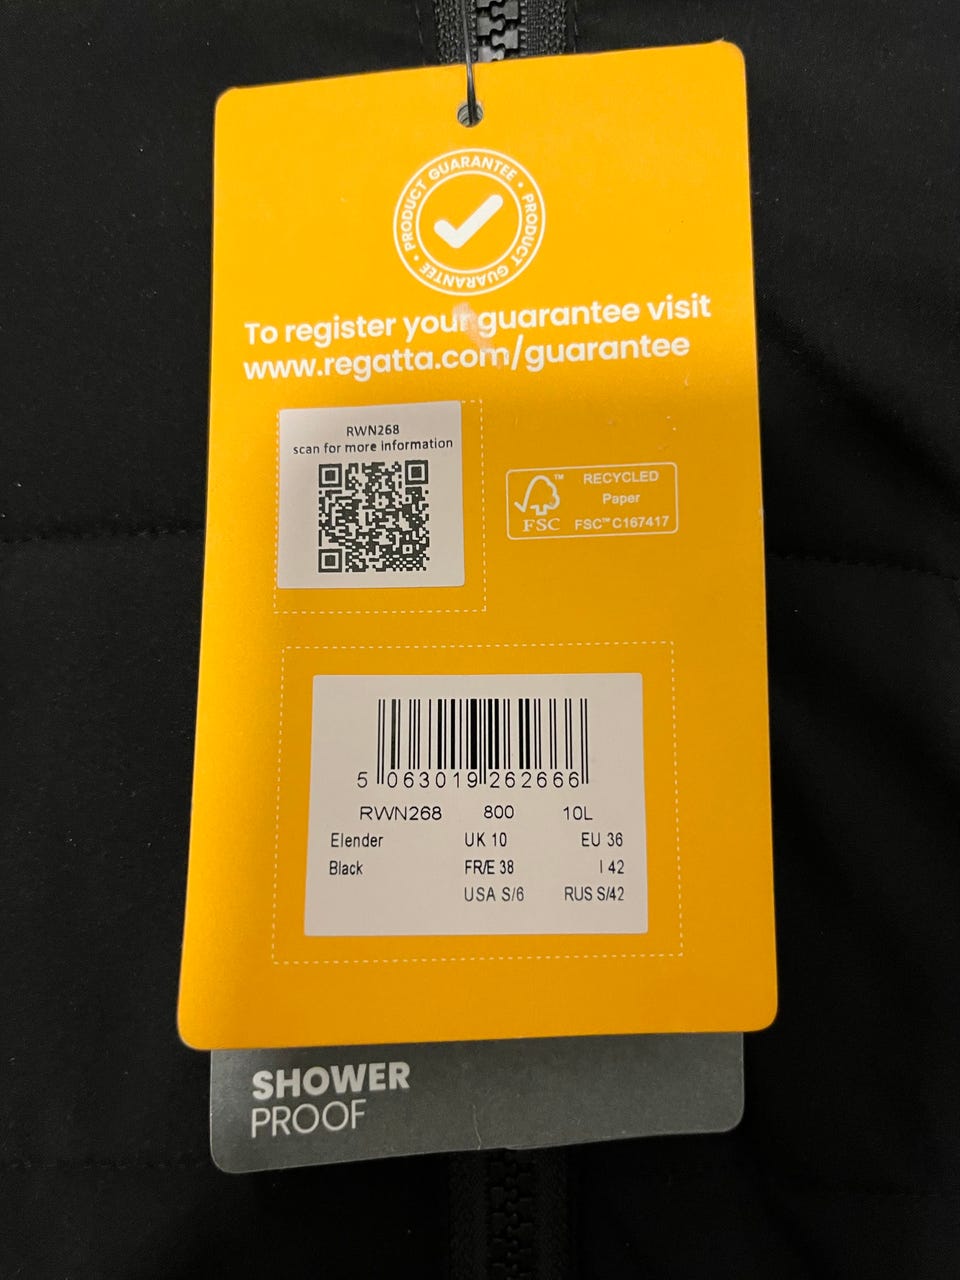 PRODUCT GUARANTEE • PRODUCT GUARANTEE •
To register your guarantee visit
www.regatta.com/guarantee
RWN268
scan for more information
FSC™
RECYCLED
Paper
FSC™ C167417
5 063019 262666
RWN268 800 10L
Elender UK 10 EU 36
Black FR/E 38 I 42
USA S/6 RUS S/42
SHOWER
PROOF